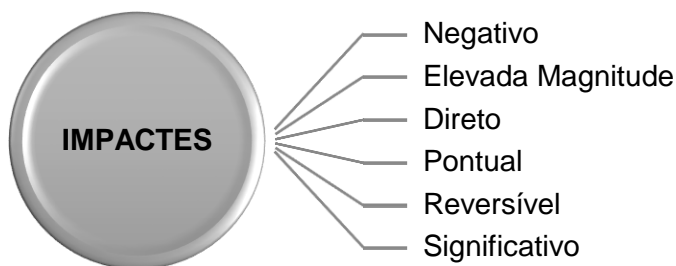 IMPACTES
Negativo
Elevada Magnitude
Direto
Pontual
Reversível
Significativo